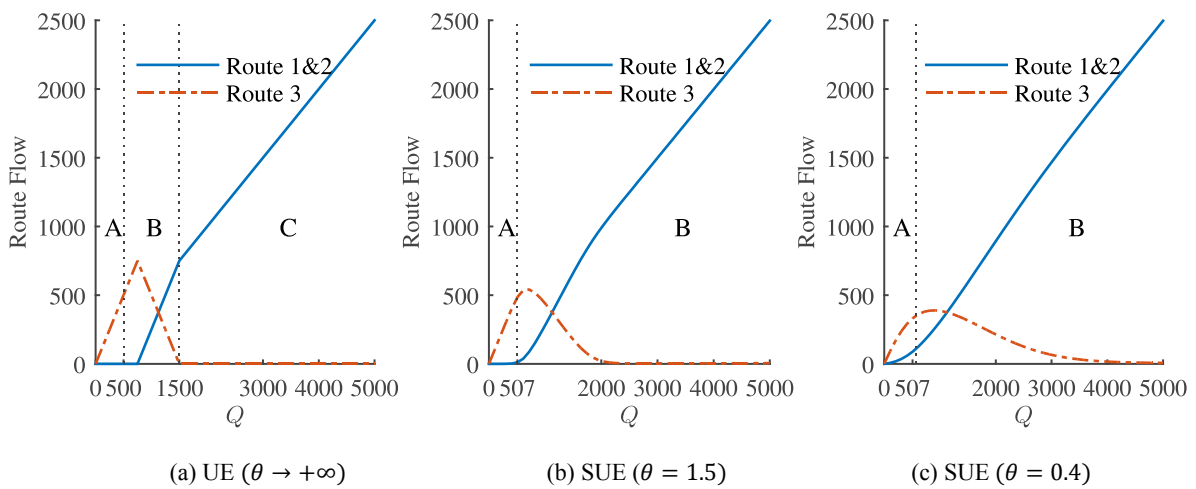 2500
2000
1500
1000
500
0
Route Flow
Route 1&2
Route 3
A
B
C
0 500 1500 3000 4000 5000
Q
(a) UE (θ → +∞)
2500
2000
1500
1000
500
0
Route Flow
Route 1&2
Route 3
A
B
0 507 2000 3000 4000 5000
Q
(b) SUE (θ = 1.5)
2500
2000
1500
1000
500
0
Route Flow
Route 1&2
Route 3
A
B
0 507 2000 3000 4000 5000
Q
(c) SUE (θ = 0.4)